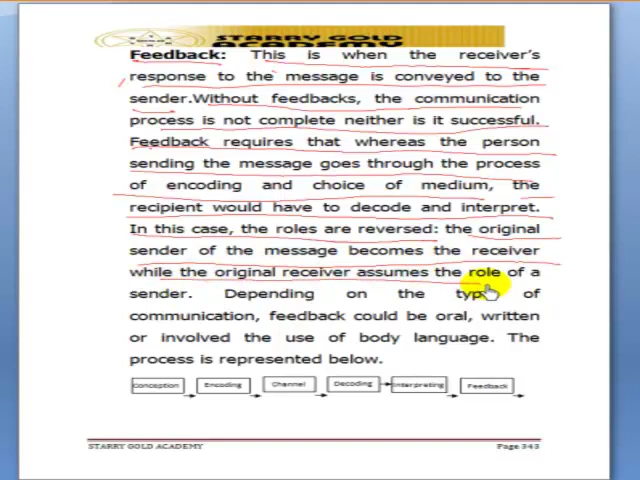 STARRY GOLD
ACADEMY
Feedback: This is when the receiver's
response to the message is conveyed to the
sender.Without feedbacks, the communication
process is not complete neither is it successful.
Feedback requires that whereas the person
sending the message goes through the process
of encoding and choice of medium, the
recipient would have to decode and interpret.
In this case, the roles are reversed: the original
sender of the message becomes the receiver
while the original receiver assumes the role of a
sender. Depending on the typ of
communication, feedback could be oral, written
or involved the use of body language. The
process is represented below.
Conception Encoding Channel Decoding Interpreting Feedback
STARRY GOLD ACADEMY Page 343